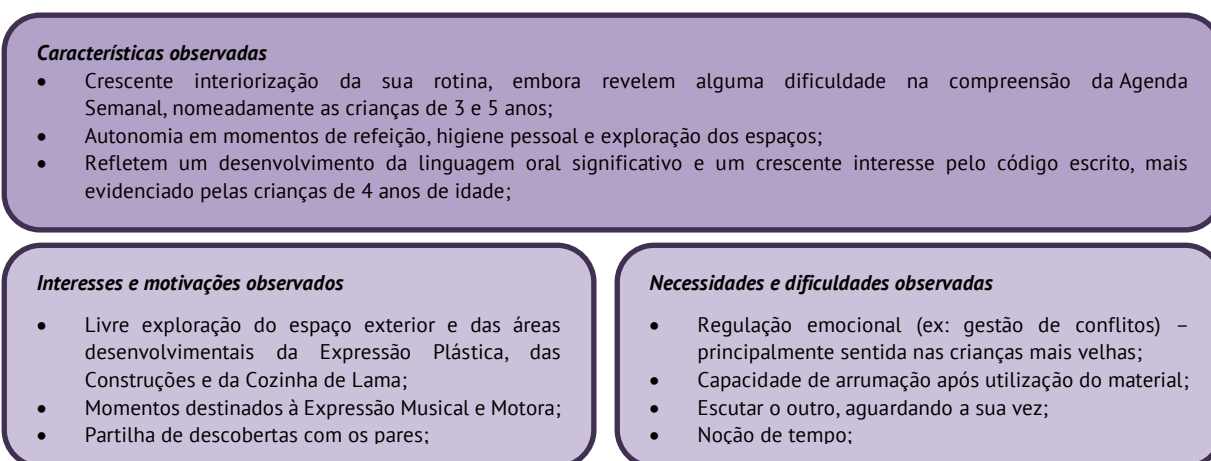 Características observadas
• Crescente interiorização da sua rotina, embora revelem alguma dificuldade na compreensão da Agenda
Semanal, nomeadamente as crianças de 3 e 5 anos;
• Autonomia em momentos de refeição, higiene pessoal e exploração dos espaços;
• Refletem um desenvolvimento da linguagem oral significativo e um crescente interesse pelo código escrito, mais
evidenciado pelas crianças de 4 anos de idade;
Interesses e motivações observados
• Livre exploração do espaço exterior e das áreas
desenvolvimentais da Expressão Plástica, das
Construções e da Cozinha de Lama;
• Momentos destinados à Expressão Musical e Motora;
• Partilha de descobertas com os pares;
Necessidades e dificuldades observadas
• Regulação emocional (ex: gestão de conflitos) –
principalmente sentida nas crianças mais velhas;
• Capacidade de arrumação após utilização do material;
• Escutar o outro, aguardando a sua vez;
• Noção de tempo;